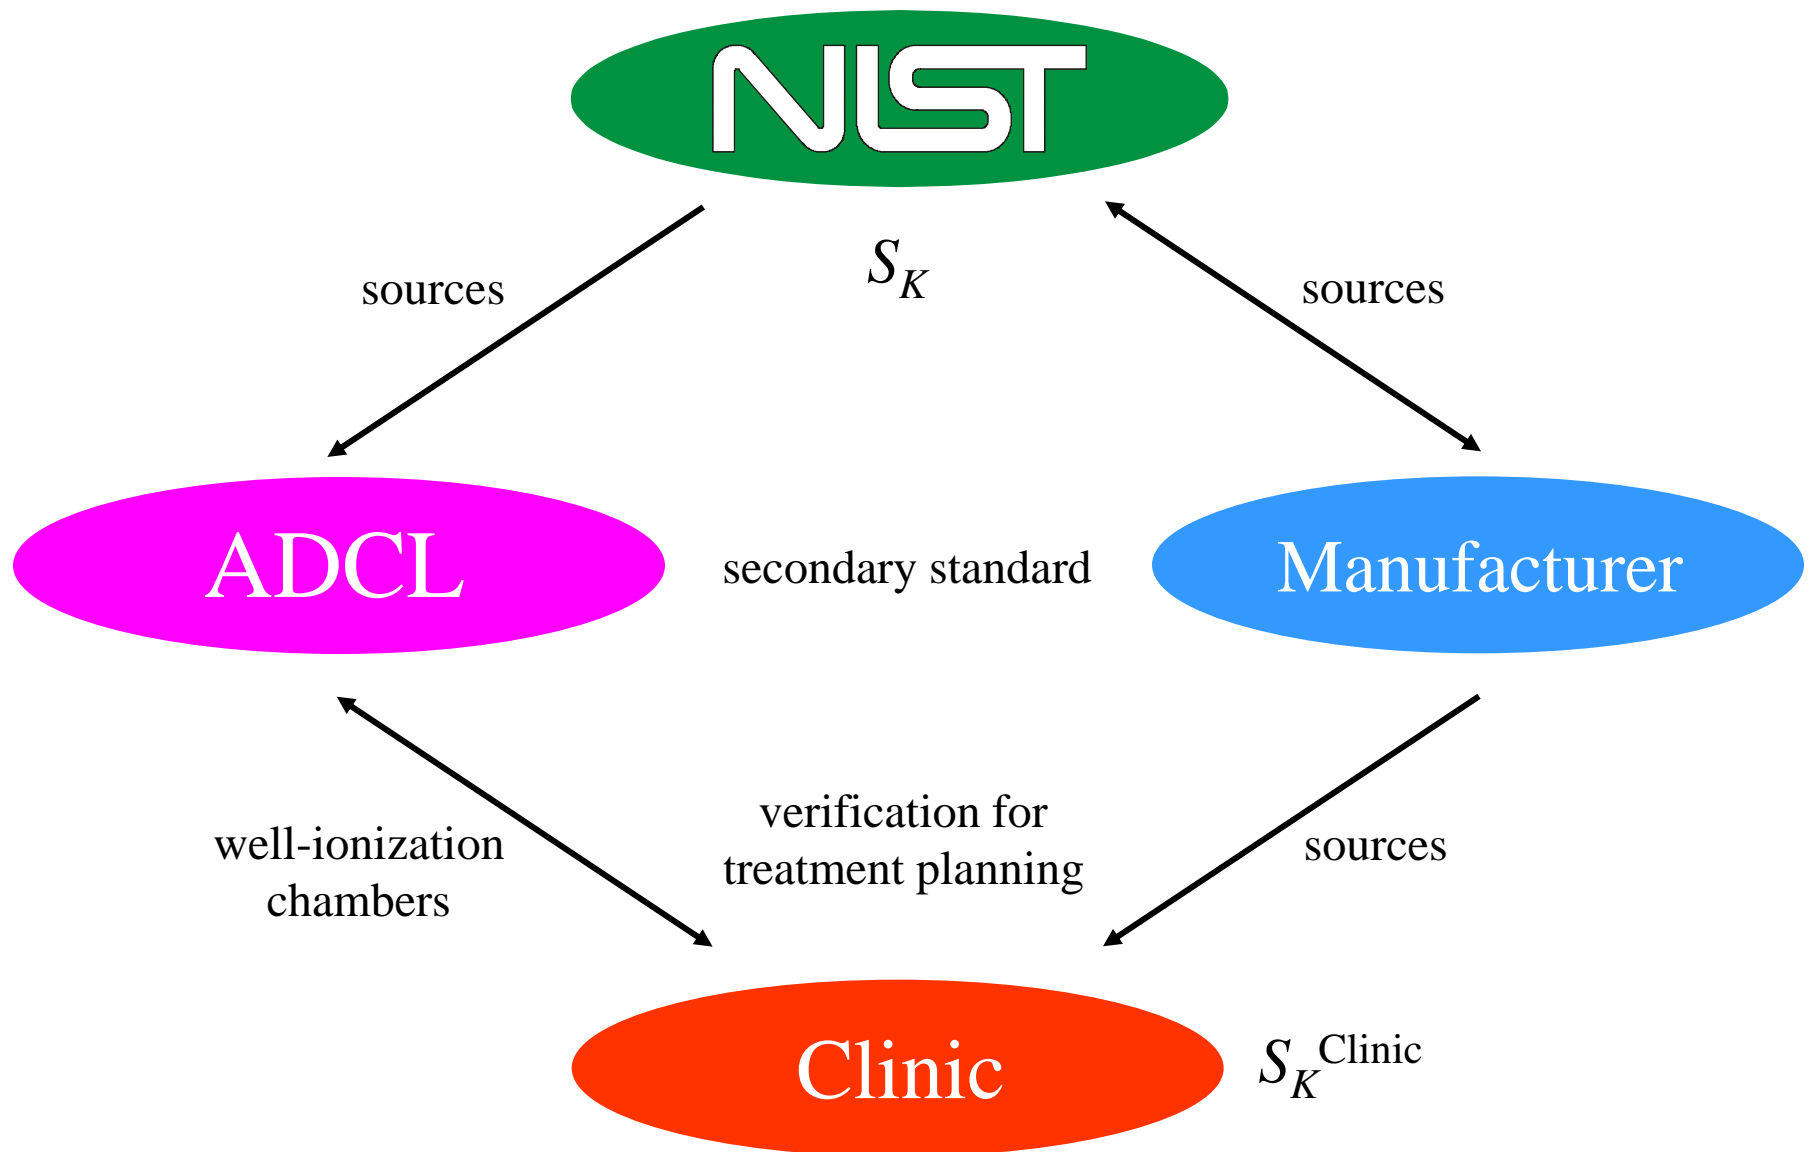 NIST
S_K
sources
sources
ADCL
secondary standard
Manufacturer
well-ionization
chambers
verification for
treatment planning
sources
Clinic
S_K^Clinic